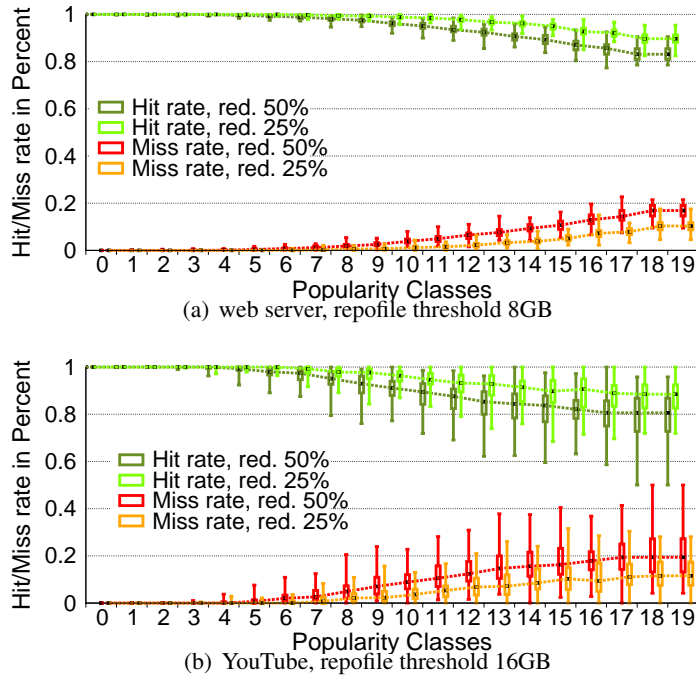 1
0.8
0.6
0.4
0.2
0
Hit/Miss rate in Percent
Hit rate, red. 50%
Hit rate, red. 25%
Miss rate, red. 50%
Miss rate, red. 25%
0 1 2 3 4 5 6 7 8 9 10 11 12 13 14 15 16 17 18 19
Popularity Classes
(a) web server, repofile threshold 8GB
1
0.8
0.6
0.4
0.2
0
Hit/Miss rate in Percent
Hit rate, red. 50%
Hit rate, red. 25%
Miss rate, red. 50%
Miss rate, red. 25%
0 1 2 3 4 5 6 7 8 9 10 11 12 13 14 15 16 17 18 19
Popularity Classes
(b) YouTube, repofile threshold 16GB